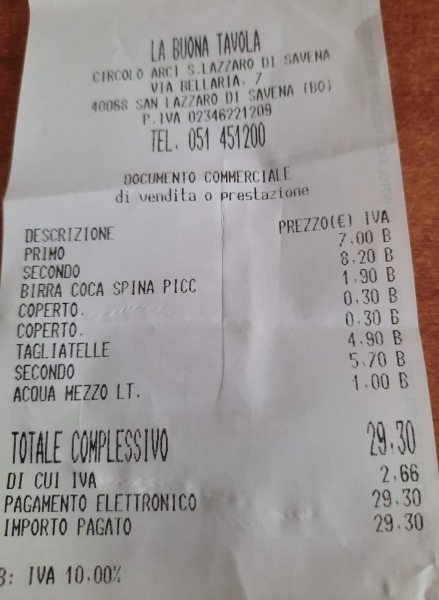 LA BUONA TAVOLA
CIRCOLO ARCI S.LAZZARO DI SAVENA
VIA BELLARIA, 7
40068 SAN LAZZARO DI SAVENA (BO)
P.IVA 02346221209
TEL. 051 451200
DOCUMENTO COMMERCIALE
di vendita o prestazione
DESCRIZIONE PREZZO(€) IVA
PRIMO 7.00 B
SECONDO 8.20 B
BIRRA COCA SPINA PICC 1.90 B
COPERTO. 0.30 B
COPERTO. 0.30 B
TAGLIATELLE 4.90 B
SECONDO 5.70 B
ACQUA MEZZO LT. 1.00 B
TOTALE COMPLESSIVO 29.30
DI CUI IVA 2,66
PAGAMENTO ELETTRONICO 29.30
IMPORTO PAGATO 29.30
B: IVA 10.00%